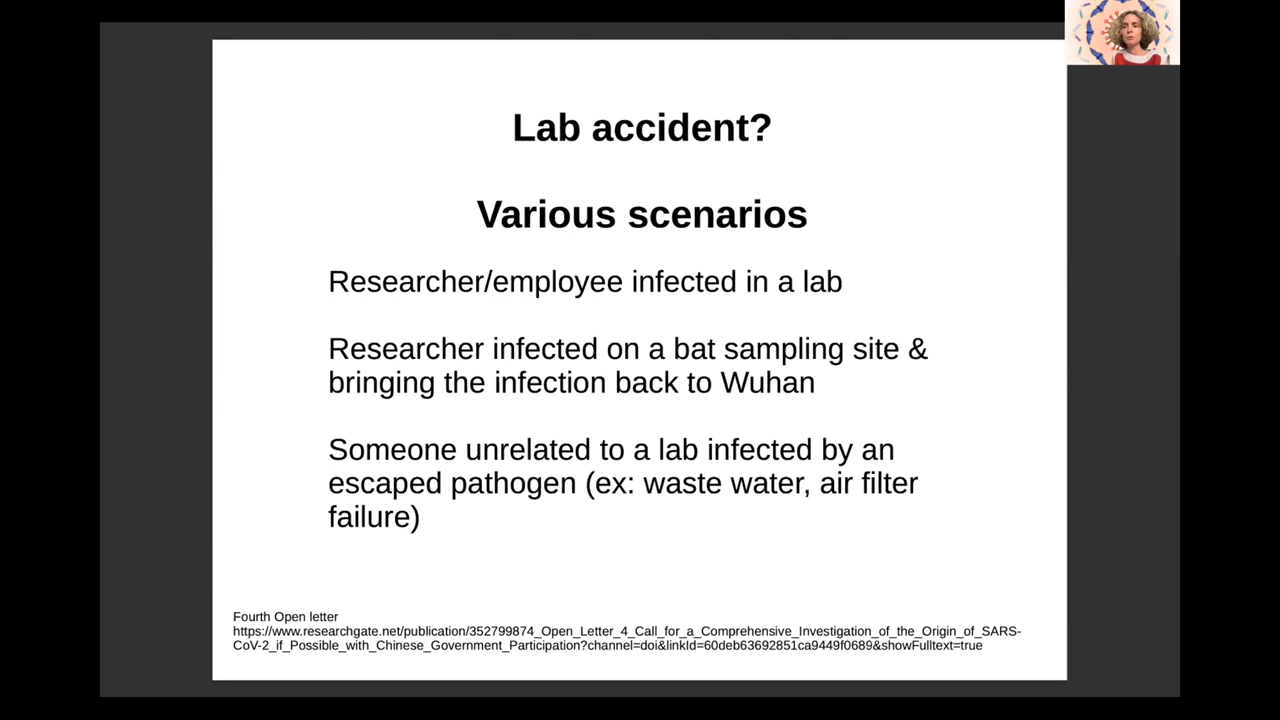 Lab accident?
Various scenarios
Researcher/employee infected in a lab
Researcher infected on a bat sampling site &
bringing the infection back to Wuhan
Someone unrelated to a lab infected by an
escaped pathogen (ex: waste water, air filter
failure)
Fourth Open letter
https://www.researchgate.net/publication/352799874_Open_Letter_4_Call_for_a_Comprehensive_Investigation_of_the_Origin_of_SARS-
CoV-2_if_Possible_with_Chinese_Government_Participation?channel=doi&linkId=60deb63692851ca9449f0689&showFulltext=true